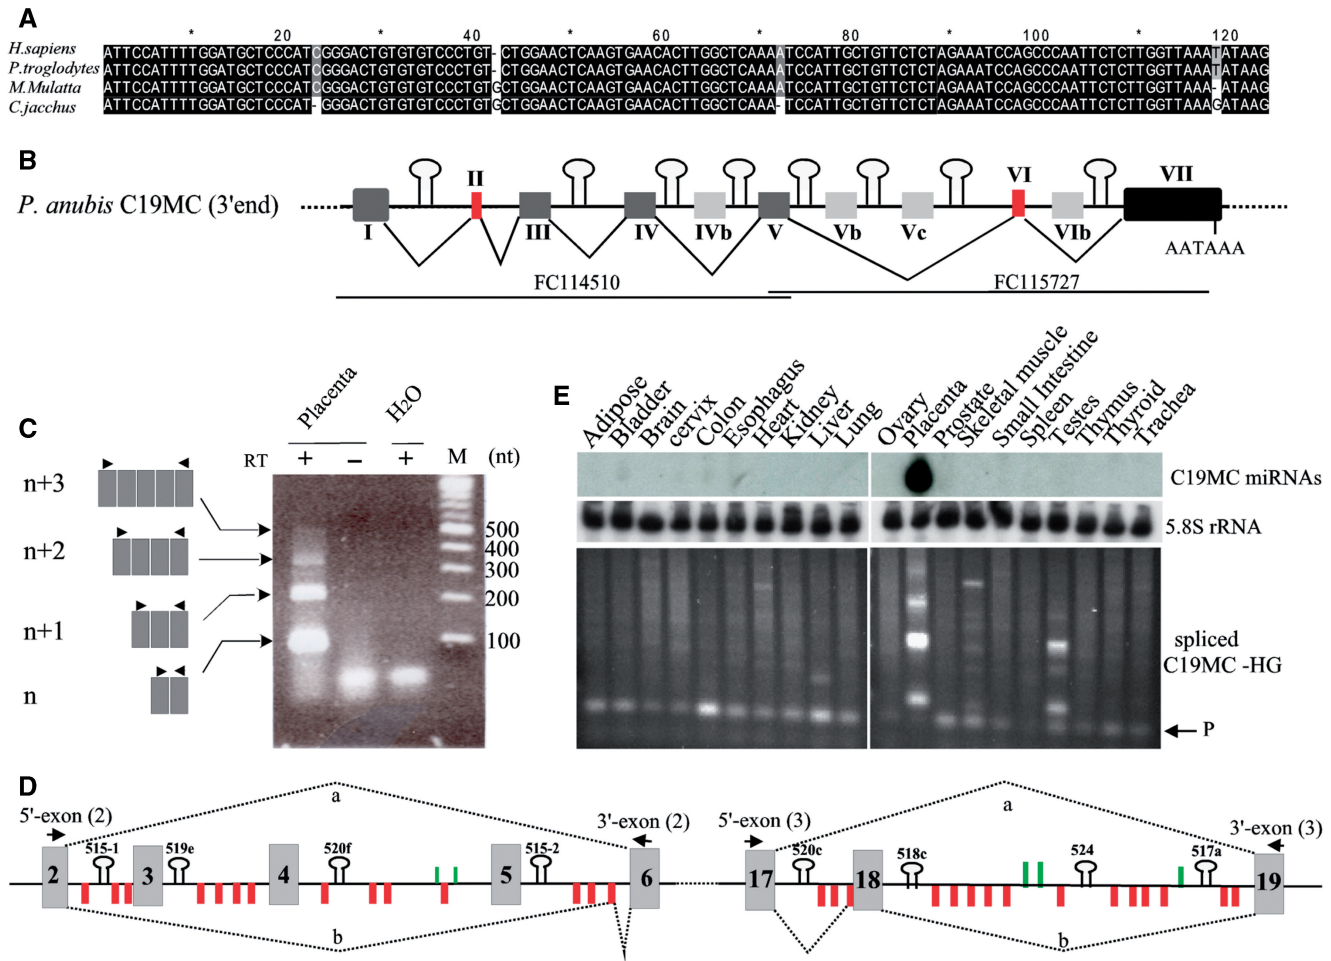 A
* 20 * 40 * 60 * 80 * 100 * 120
H.sapiens ATTCCATTTTGGATGCTCCCATCGGGACTGTGTGTCCCTGT-CTGGAACTCAAGTGAACACTTGGCTCAAAATCCATTGCTGTTCTCTAGAAATCCAGCCCAATTCTCTTGGTTAAATATAAG
P.troglodytes ATTCCATTTTGGATGCTCCCATCGGGACTGTGTGTCCCTGT-CTGGAACTCAAGTGAACACTTGGCTCAAAATCCATTGCTGTTCTCTAGAAATCCAGCCCAATTCTCTTGGTTAAATATAAG
M.Mulatta ATTCCATTTTGGATGCTCCCATCGGGACTGTGTGTCCCTGTGCTGGAACTCAAGTGAACACTTGGCTCAAAATCCATTGCTGTTCTCTAGAAATCCAGCCCAATTCTCTTGGTTAAA-ATAAG
C.jacchus ATTCCATTTTGGATGCTCCCAT-GGGACTGTGTGTCCCTGTGCTGGAACTCAAGTGAACACTTGGCTCAAA-TCCATTGCTGTTCTCTAGAAATCCAGCCCAATTCTCTTGGTTAAAGATAAG
B
P. anubis C19MC (3'end)
I II III IV IVb V Vb Vc VI VIb VII
AATAAA
FC114510 FC115727
C
Placenta H2O
RT + − + M (nt)
n+3
n+2
n+1
n
500
400
300
200
100
E
Adipose Bladder Brain cervix Colon Esophagus Heart Kidney Liver Lung Ovary Placenta Prostate Skeletal muscle Small Intestine Spleen Testes Thymus Thyroid Trachea
C19MC miRNAs
5.8S rRNA
spliced
C19MC -HG
P
D
a a
5'-exon (2) 3'-exon (2) 5'-exon (3) 3'-exon (3)
515-1 519e 520f 515-2 520c 518c 524 517a
2 3 4 5 6 17 18 19
b b